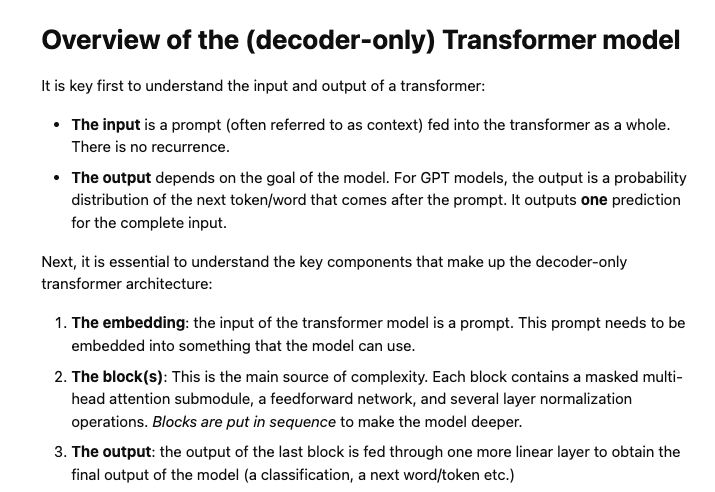 Overview of the (decoder-only) Transformer model
It is key first to understand the input and output of a transformer:
• The input is a prompt (often referred to as context) fed into the transformer as a whole.
There is no recurrence.
• The output depends on the goal of the model. For GPT models, the output is a probability
distribution of the next token/word that comes after the prompt. It outputs one prediction
for the complete input.
Next, it is essential to understand the key components that make up the decoder-only
transformer architecture:
1. The embedding: the input of the transformer model is a prompt. This prompt needs to be
embedded into something that the model can use.
2. The block(s): This is the main source of complexity. Each block contains a masked multi-
head attention submodule, a feedforward network, and several layer normalization
operations. Blocks are put in sequence to make the model deeper.
3. The output: the output of the last block is fed through one more linear layer to obtain the
final output of the model (a classification, a next word/token etc.)